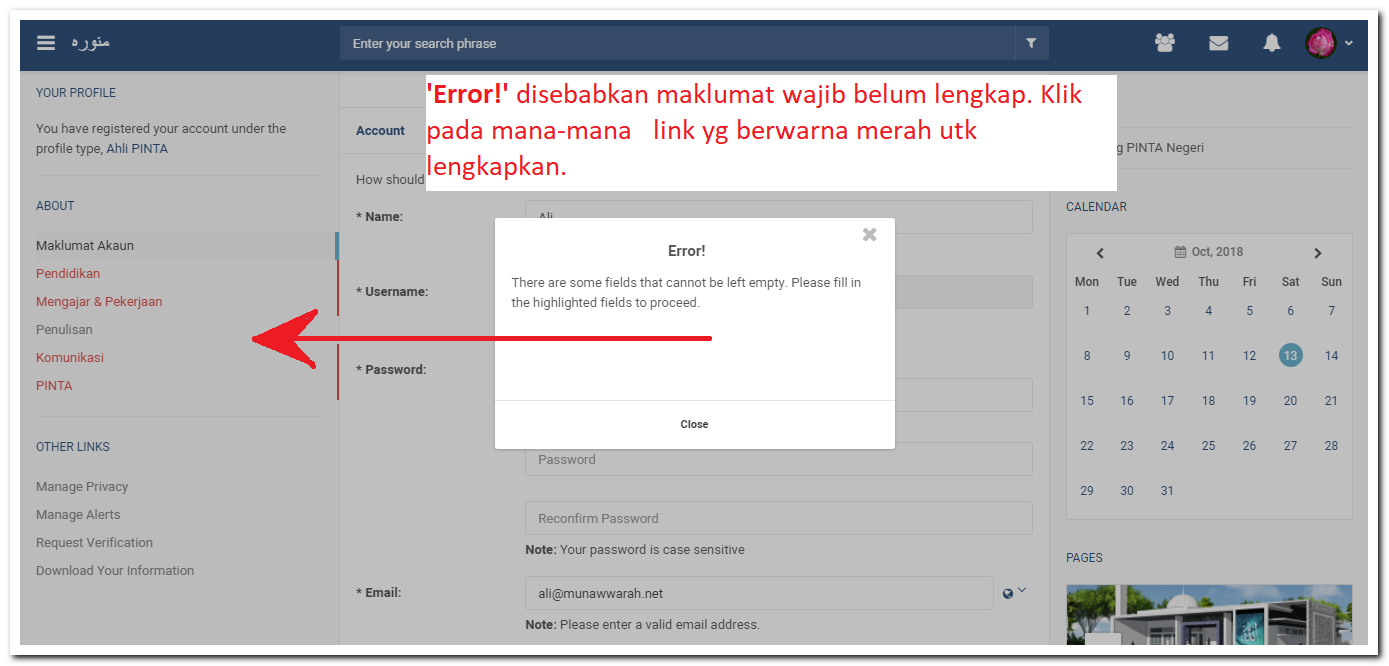 منوره
Enter your search phrase
'Error!' disebabkan maklumat wajib belum lengkap. Klik
pada mana-mana link yg berwarna merah utk
lengkapkan.
YOUR PROFILE
You have registered your account under the
profile type, Ahli PINTA
ABOUT
Maklumat Akaun
Pendidikan
Mengajar & Pekerjaan
Penulisan
Komunikasi
PINTA
OTHER LINKS
Manage Privacy
Manage Alerts
Request Verification
Download Your Information
Account
How should
* Name:
Ali
* Username:
* Password:
Password
Reconfirm Password
Note: Your password is case sensitive
* Email:
ali@munawwarah.net
Note: Please enter a valid email address.
Error!
There are some fields that cannot be left empty. Please fill in
the highlighted fields to proceed.
Close
g PINTA Negeri
CALENDAR
Oct, 2018
Mon Tue Wed Thu Fri Sat Sun
1 2 3 4 5 6 7
8 9 10 11 12 13 14
15 16 17 18 19 20 21
22 23 24 25 26 27 28
29 30 31
PAGES